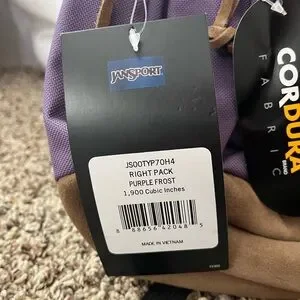 JANSPORT
JS00TYP70H4
RIGHT PACK
PURPLE FROST
1,900 Cubic Inches
8 88656 42048 5
MADE IN VIETNAM
CORDURA
BRAND
FABRIC